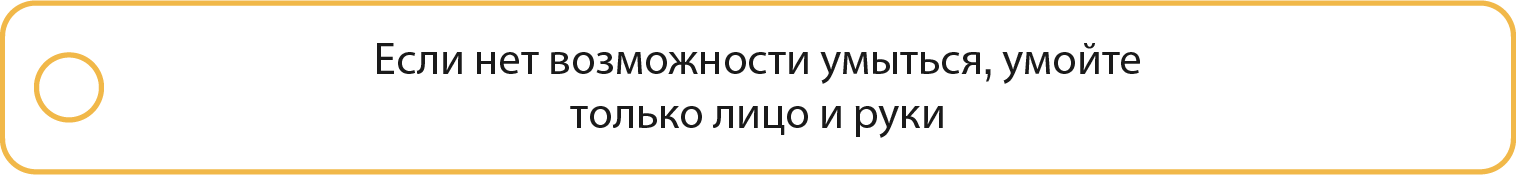 Если нет возможности умыться, умойте
только лицо и руки